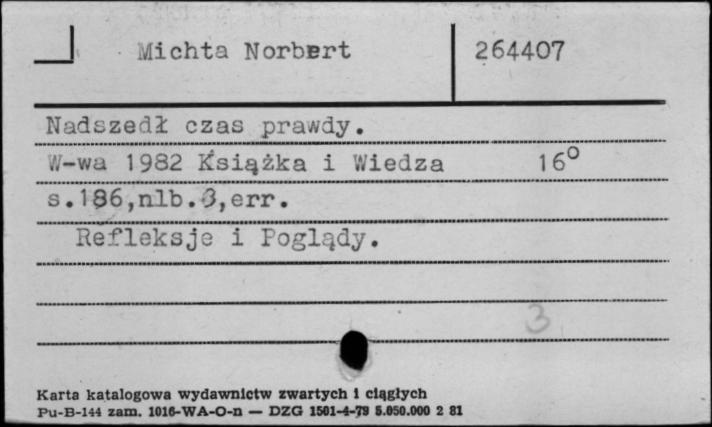 Michta Norbert 264407
Nadszedł czas prawdy.
W-wa 1982 Książka i Wiedza 16°
s.186,nlb.3,err.
Refleksje i Poglądy.
3
Karta katalogowa wydawnictw zwartych i ciągłych
Pu-B-144 zam. 1016-WA-O-n — DZG 1501-4-79 5.050.000 2 81